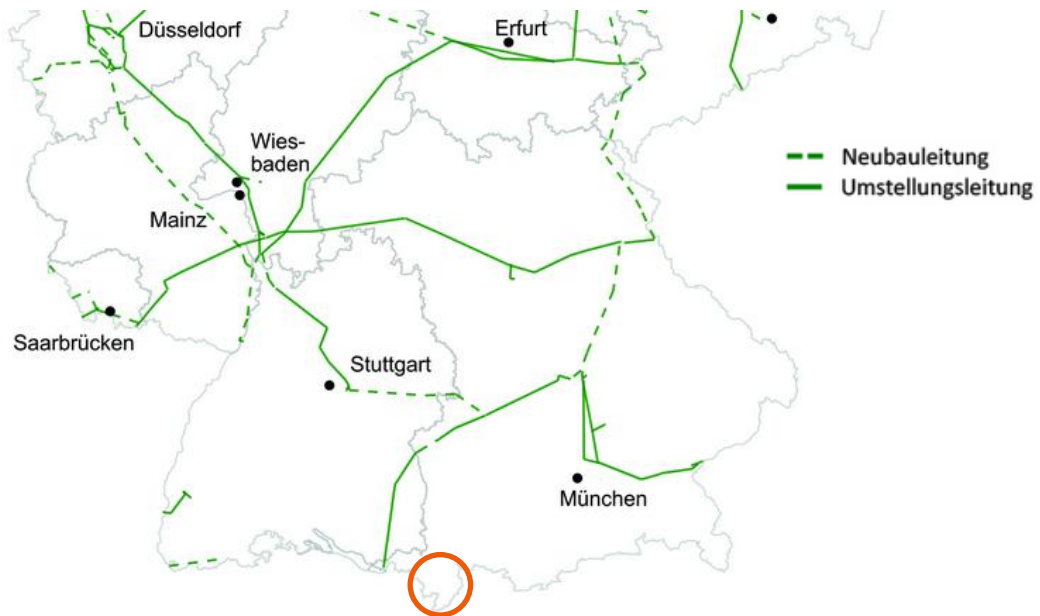 Düsseldorf
Erfurt
Wies-
baden
Neubauleitung
Umstellungsleitung
Mainz
Saarbrücken
Stuttgart
München